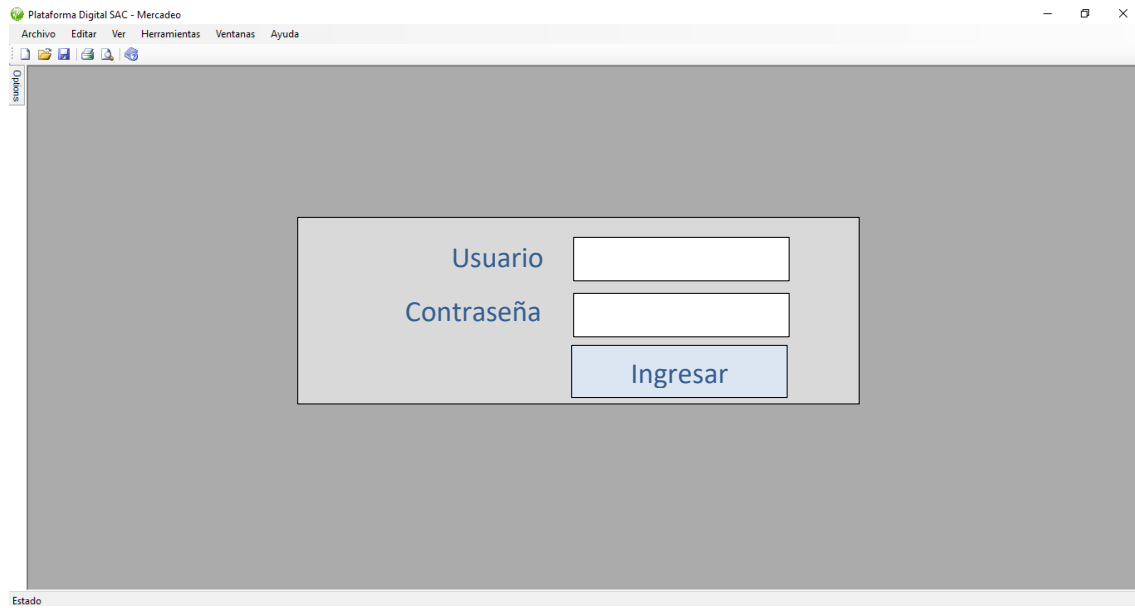 Plataforma Digital SAC - Mercadeo
Archivo Editar Ver Herramientas Ventanas Ayuda
Options
Usuario
Contraseña
Ingresar
Estado